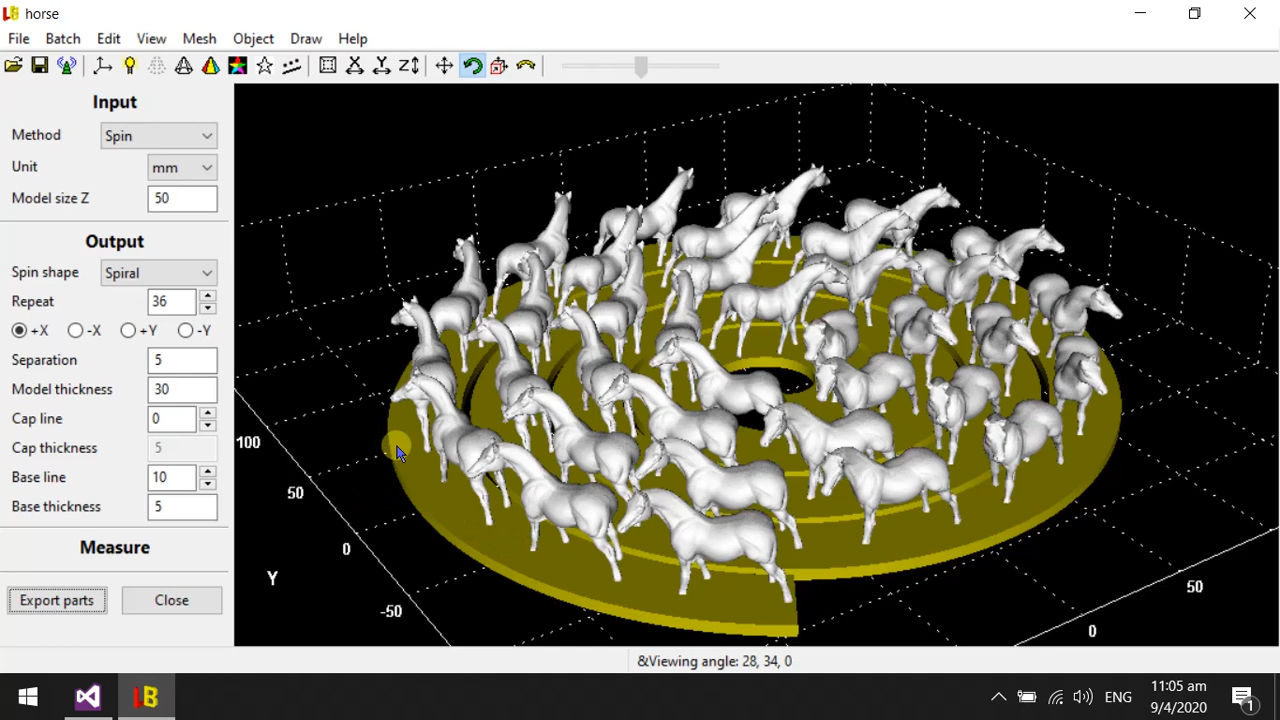 horse
File Batch Edit View Mesh Object Draw Help
Input
Method Spin
Unit mm
Model size Z 50
Output
Spin shape Spiral
Repeat 36
+X -X +Y -Y
Separation 5
Model thickness 30
Cap line 0
Cap thickness 5
Base line 10
Base thickness 5
Measure
Export parts Close
100
50
0
-50
Y
50
0
&Viewing angle: 28, 34, 0
ENG
11:05 am
9/4/2020
1